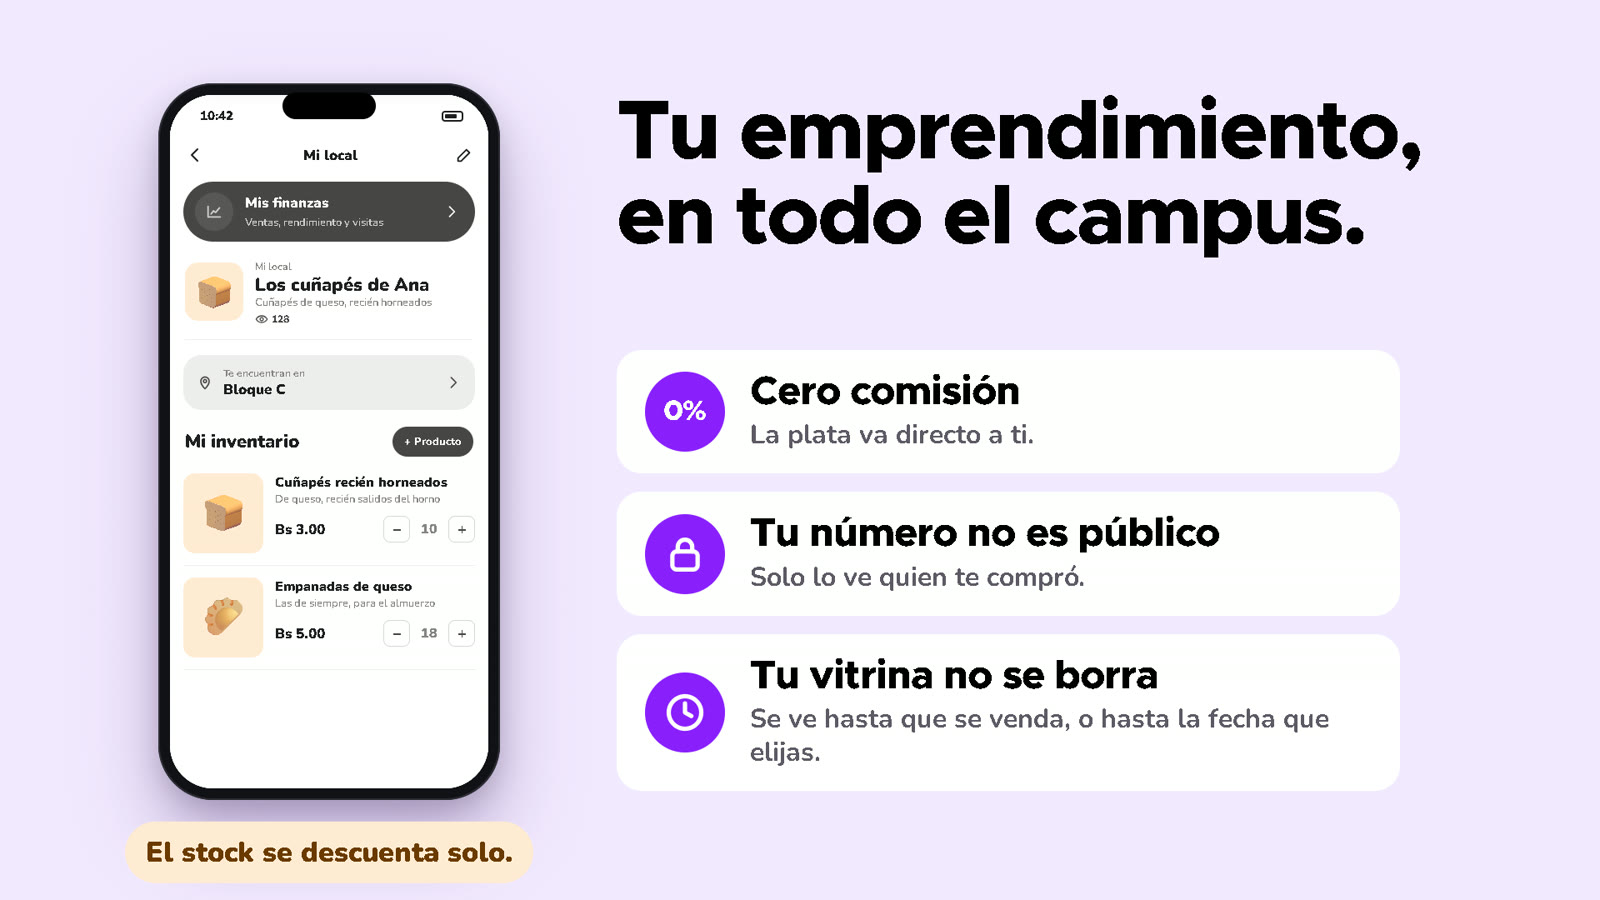 10:42
Mi local
Mis finanzas
Ventas, rendimiento y visitas
Mi local
Los cuñapés de Ana
Cuñapés de queso, recién horneados
128
Te encuentran en
Bloque C
Mi inventario
+ Producto
Cuñapés recién horneados
De queso, recién salidos del horno
Bs 3.00
− 10 +
Empanadas de queso
Las de siempre, para el almuerzo
Bs 5.00
− 18 +
El stock se descuenta solo.
Tu emprendimiento,
en todo el campus.
0%
Cero comisión
La plata va directo a ti.
Tu número no es público
Solo lo ve quien te compró.
Tu vitrina no se borra
Se ve hasta que se venda, o hasta la fecha que
elijas.